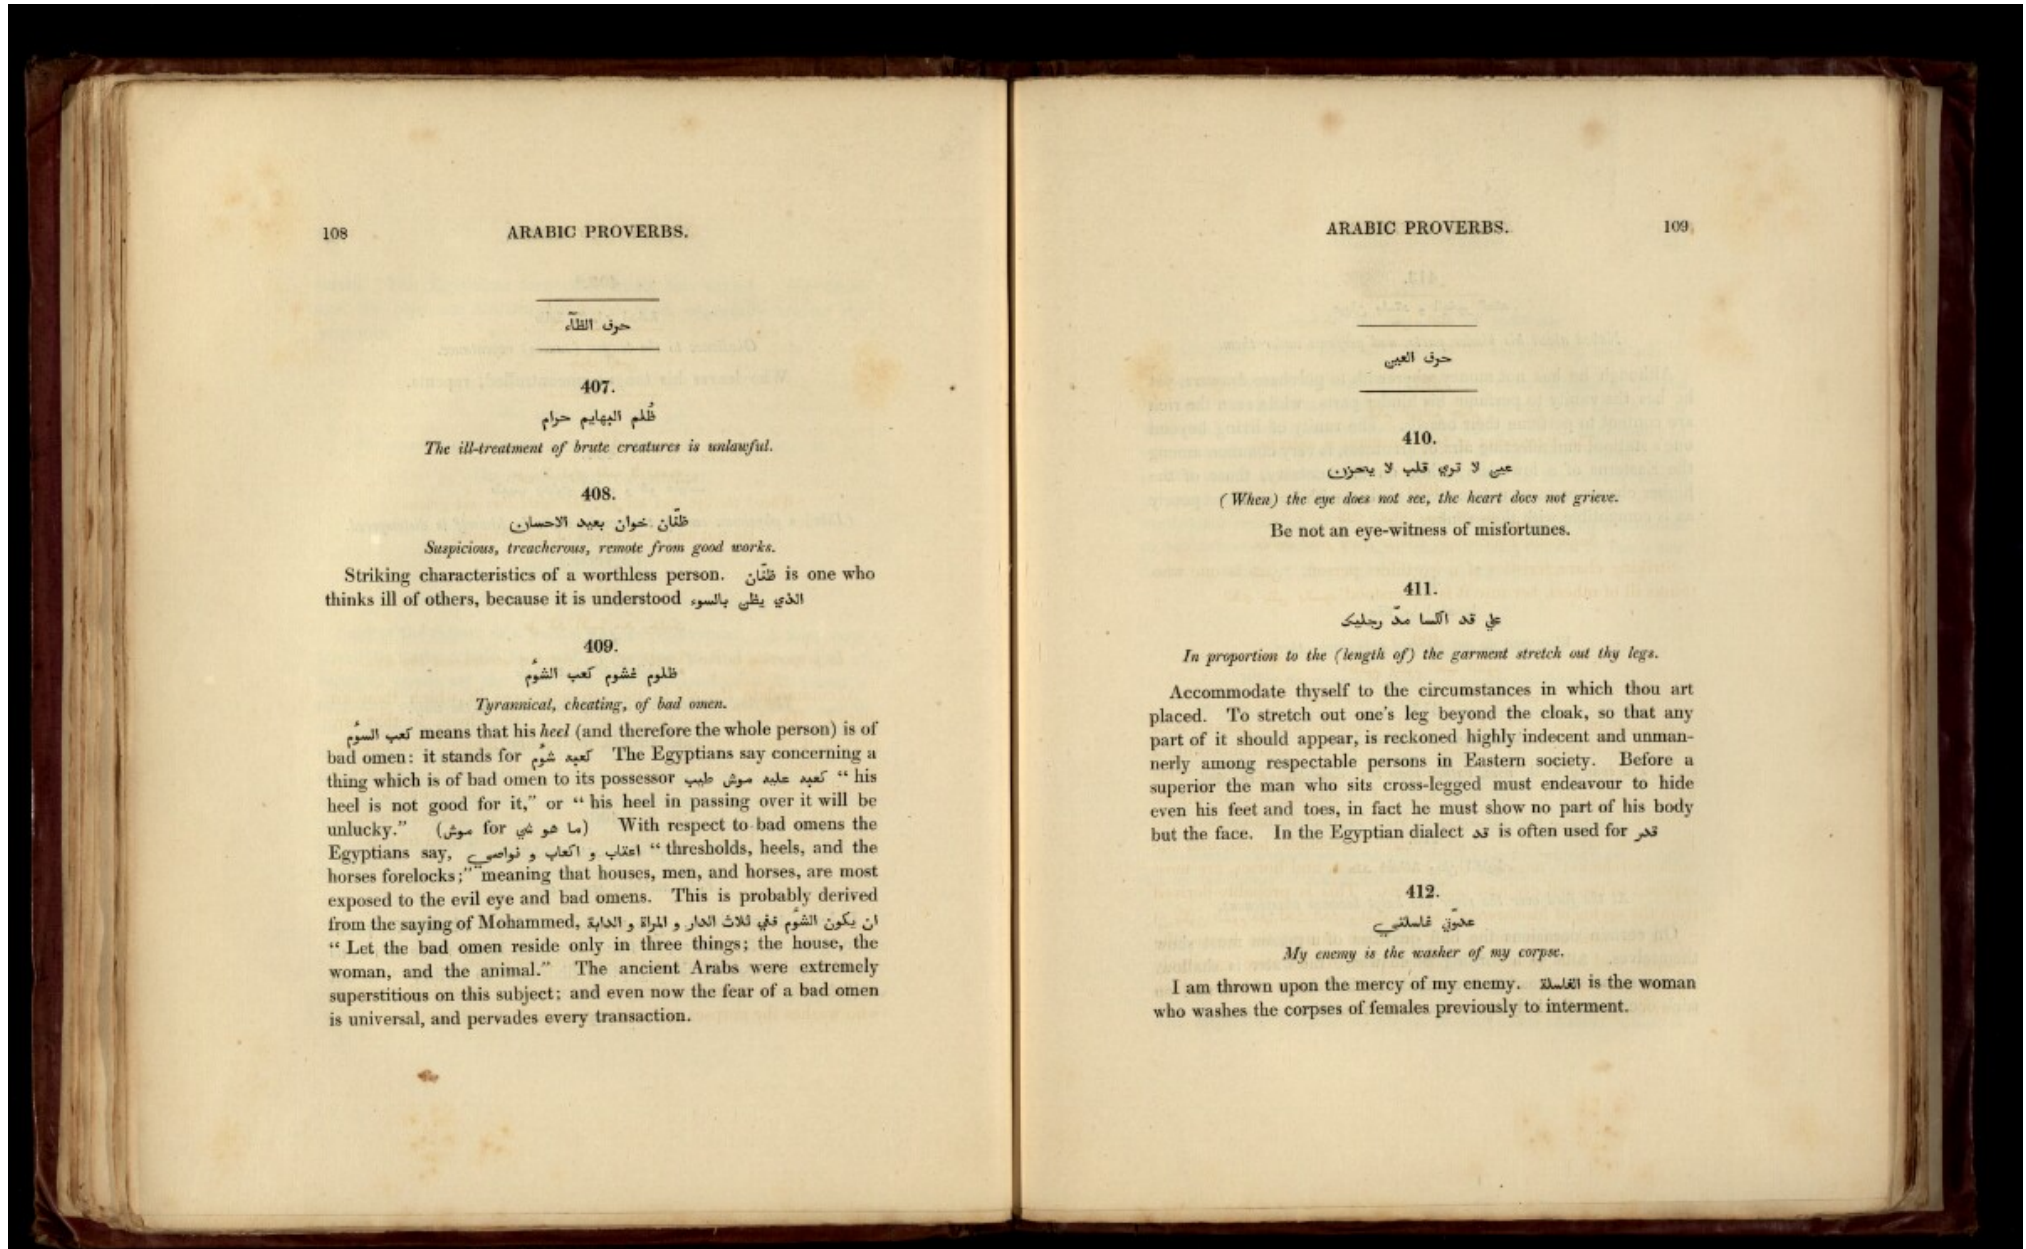 108 ARABIC PROVERBS.
حرف الظآء
407.
ظُلم البهايم حرام
The ill-treatment of brute creatures is unlawful.
408.
ظنّان خوان بعيد الاحسان
Suspicious, treacherous, remote from good works.
Striking characteristics of a worthless person. ظنّان is one who
thinks ill of others, because it is understood الذي يظن بالسوء
409.
ظلوم غشوم كعب الشوُم
Tyrannical, cheating, of bad omen.
كعب السوُم means that his heel (and therefore the whole person) is of
bad omen: it stands for كعبه شوُم The Egyptians say concerning a
thing which is of bad omen to its possessor كعبه عليه موش طيب “ his
heel is not good for it,” or “ his heel in passing over it will be
unlucky.” (موش for ما هو شي) With respect to bad omens the
Egyptians say, اعتاب و اكعاب و نواصي “ thresholds, heels, and the
horses forelocks;” meaning that houses, men, and horses, are most
exposed to the evil eye and bad omens. This is probably derived
from the saying of Mohammed, ان يكون الشوُم ففي ثلاث الدار و المراة و الدابة
“ Let the bad omen reside only in three things; the house, the
woman, and the animal.” The ancient Arabs were extremely
superstitious on this subject; and even now the fear of a bad omen
is universal, and pervades every transaction.
ARABIC PROVERBS. 109
حرف العين
410.
عين لا تري قلب لا يحزن
(When) the eye does not see, the heart does not grieve.
Be not an eye-witness of misfortunes.
411.
علي قد الكسا مدّ رجليك
In proportion to the (length of) the garment stretch out thy legs.
Accommodate thyself to the circumstances in which thou art
placed. To stretch out one's leg beyond the cloak, so that any
part of it should appear, is reckoned highly indecent and unman-
nerly among respectable persons in Eastern society. Before a
superior the man who sits cross-legged must endeavour to hide
even his feet and toes, in fact he must show no part of his body
but the face. In the Egyptian dialect قد is often used for قدر
412.
عدوّتي غاسلتي
My enemy is the washer of my corpse.
I am thrown upon the mercy of my enemy. الغاسلة is the woman
who washes the corpses of females previously to interment.